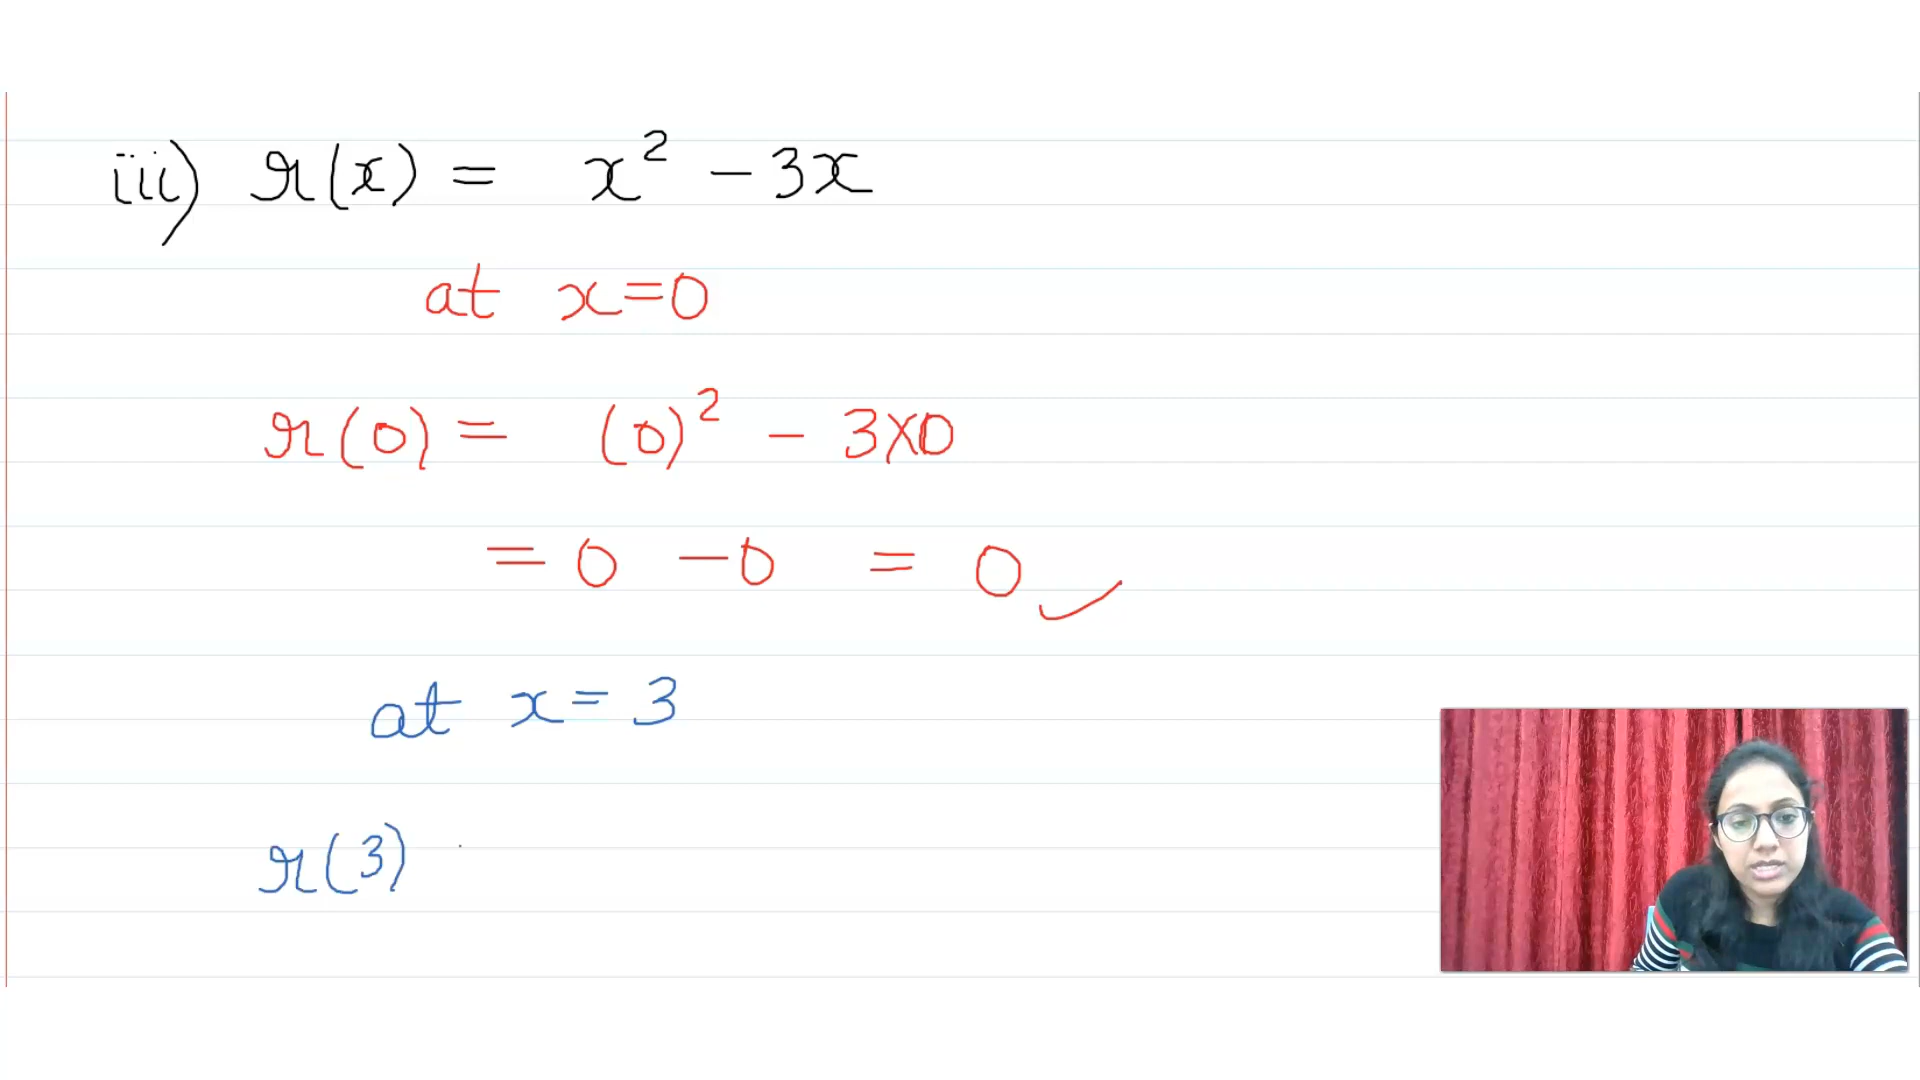 iii) r(x) = x² - 3x
at x=0
r(0) = (0)² - 3×0
= 0 - 0 = 0 ✓
at x = 3
r(3)